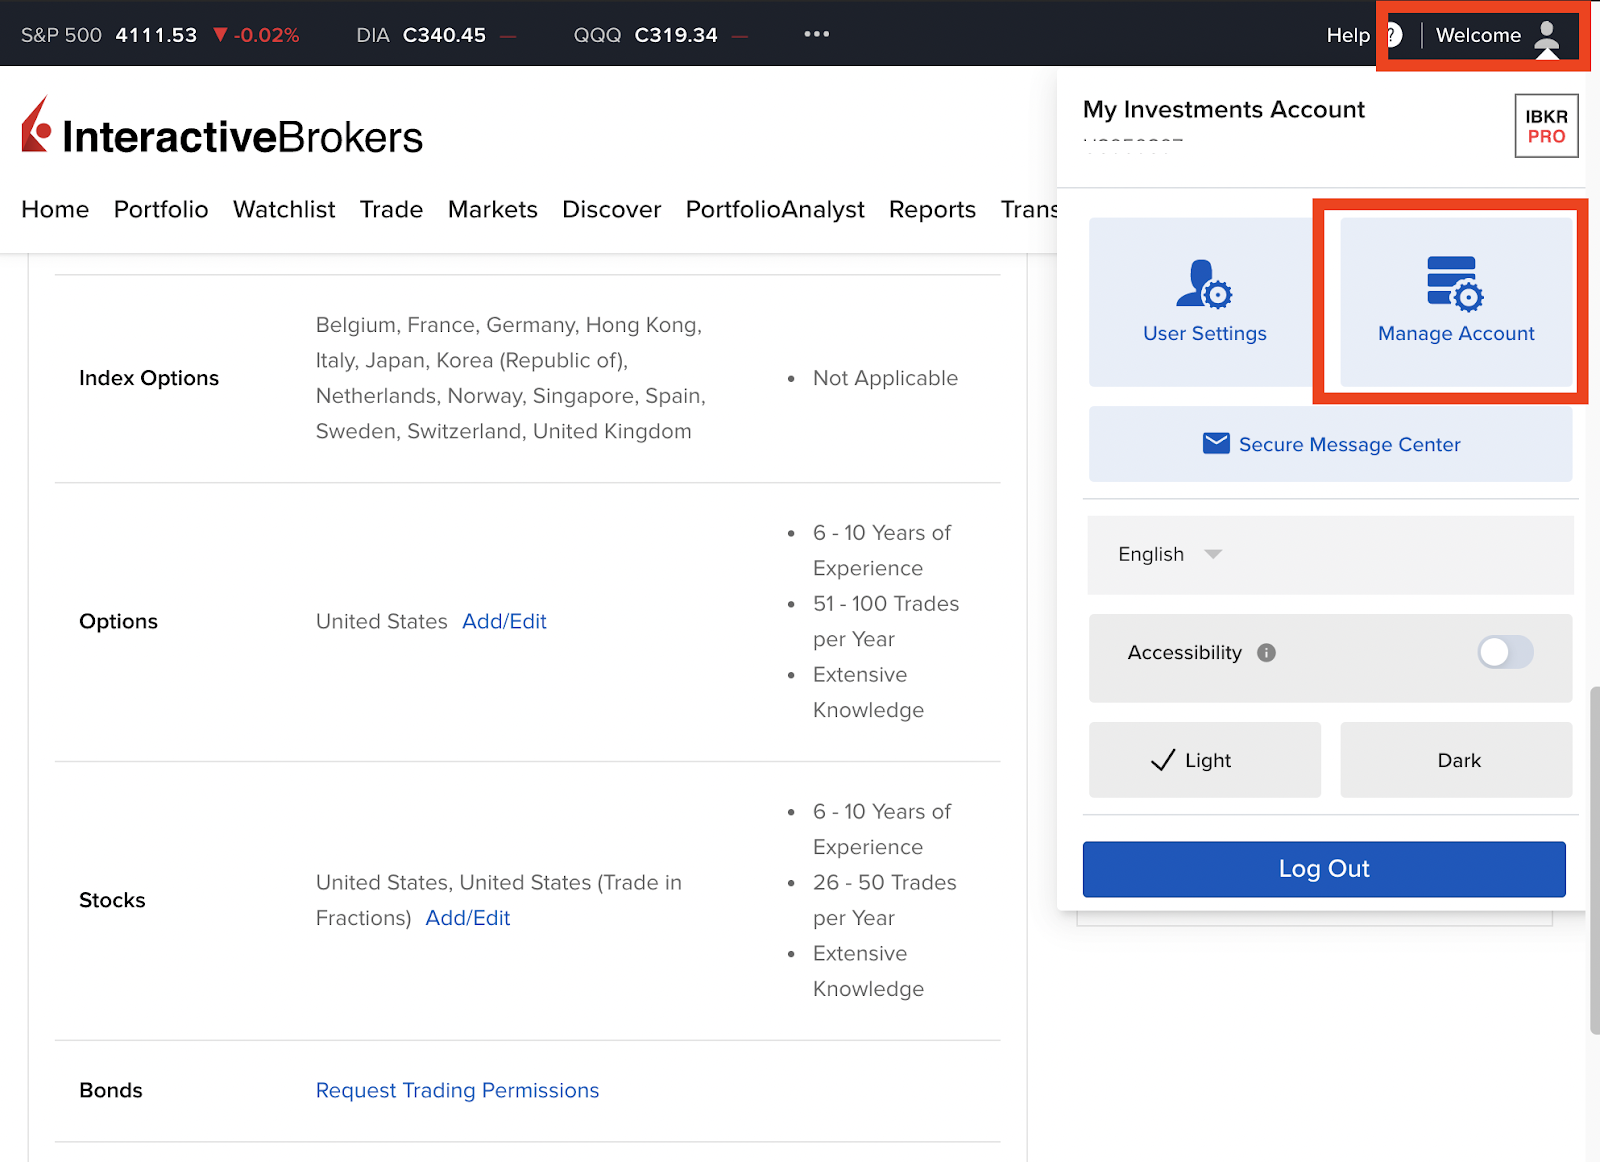 S&P 500 4111.53 ▼ -0.02% DIA C340.45 — QQQ C319.34 — •••
Help ? Welcome
InteractiveBrokers
Home Portfolio Watchlist Trade Markets Discover PortfolioAnalyst Reports Trans
Index Options
Belgium, France, Germany, Hong Kong,
Italy, Japan, Korea (Republic of),
Netherlands, Norway, Singapore, Spain,
Sweden, Switzerland, United Kingdom
• Not Applicable
Options
United States Add/Edit
• 6 - 10 Years of
Experience
• 51 - 100 Trades
per Year
• Extensive
Knowledge
Stocks
United States, United States (Trade in
Fractions) Add/Edit
• 6 - 10 Years of
Experience
• 26 - 50 Trades
per Year
• Extensive
Knowledge
Bonds
Request Trading Permissions
My Investments Account
IBKR
PRO
User Settings
Manage Account
Secure Message Center
English
Accessibility i
Light
Dark
Log Out